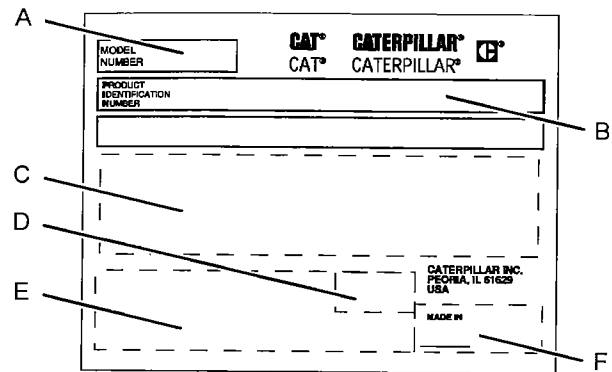 A
MODEL
NUMBER
CAT® CATERPILLAR®
CAT® CATERPILLAR®
C®
PRODUCT
IDENTIFICATION
NUMBER
B
C
D
E
CATERPILLAR INC.
PEORIA, IL 61629
USA
MADE IN
F